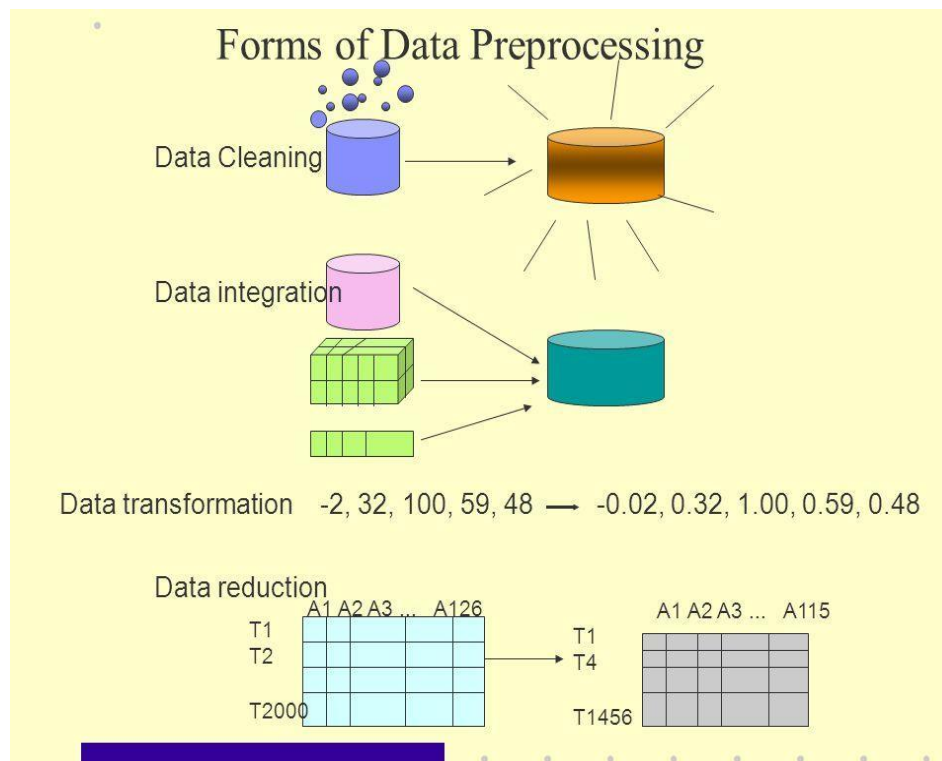 Forms of Data Preprocessing
Data Cleaning
Data integration
Data transformation -2, 32, 100, 59, 48 → -0.02, 0.32, 1.00, 0.59, 0.48
Data reduction
A1 A2 A3 ... A126
T1
T2
T2000
A1 A2 A3 ... A115
T1
T4
T1456